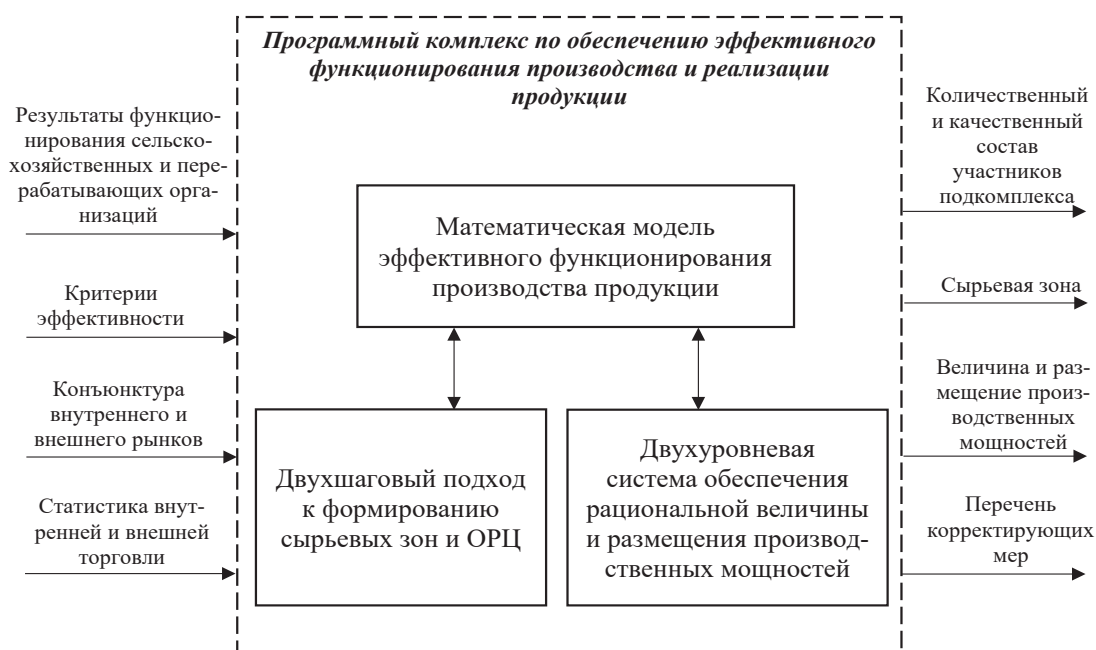 Программный комплекс по обеспечению эффективного
функционирования производства и реализации
продукции
Результаты функцио-
нирования сельско-
хозяйственных и пере-
рабатывающих орга-
низаций
Критерии
эффективности
Конъюнктура
внутреннего и
внешнего рынков
Статистика внут-
ренней и внешней
торговли
Математическая модель
эффективного функционирования
производства продукции
Двухшаговый подход
к формированию
сырьевых зон и ОРЦ
Двухуровневая
система обеспечения
рациональной величины
и размещения производ-
ственных мощностей
Количественный
и качественный
состав
участников
подкомплекса
Сырьевая зона
Величина и раз-
мещение произ-
водственных
мощностей
Перечень
корректирующих
мер